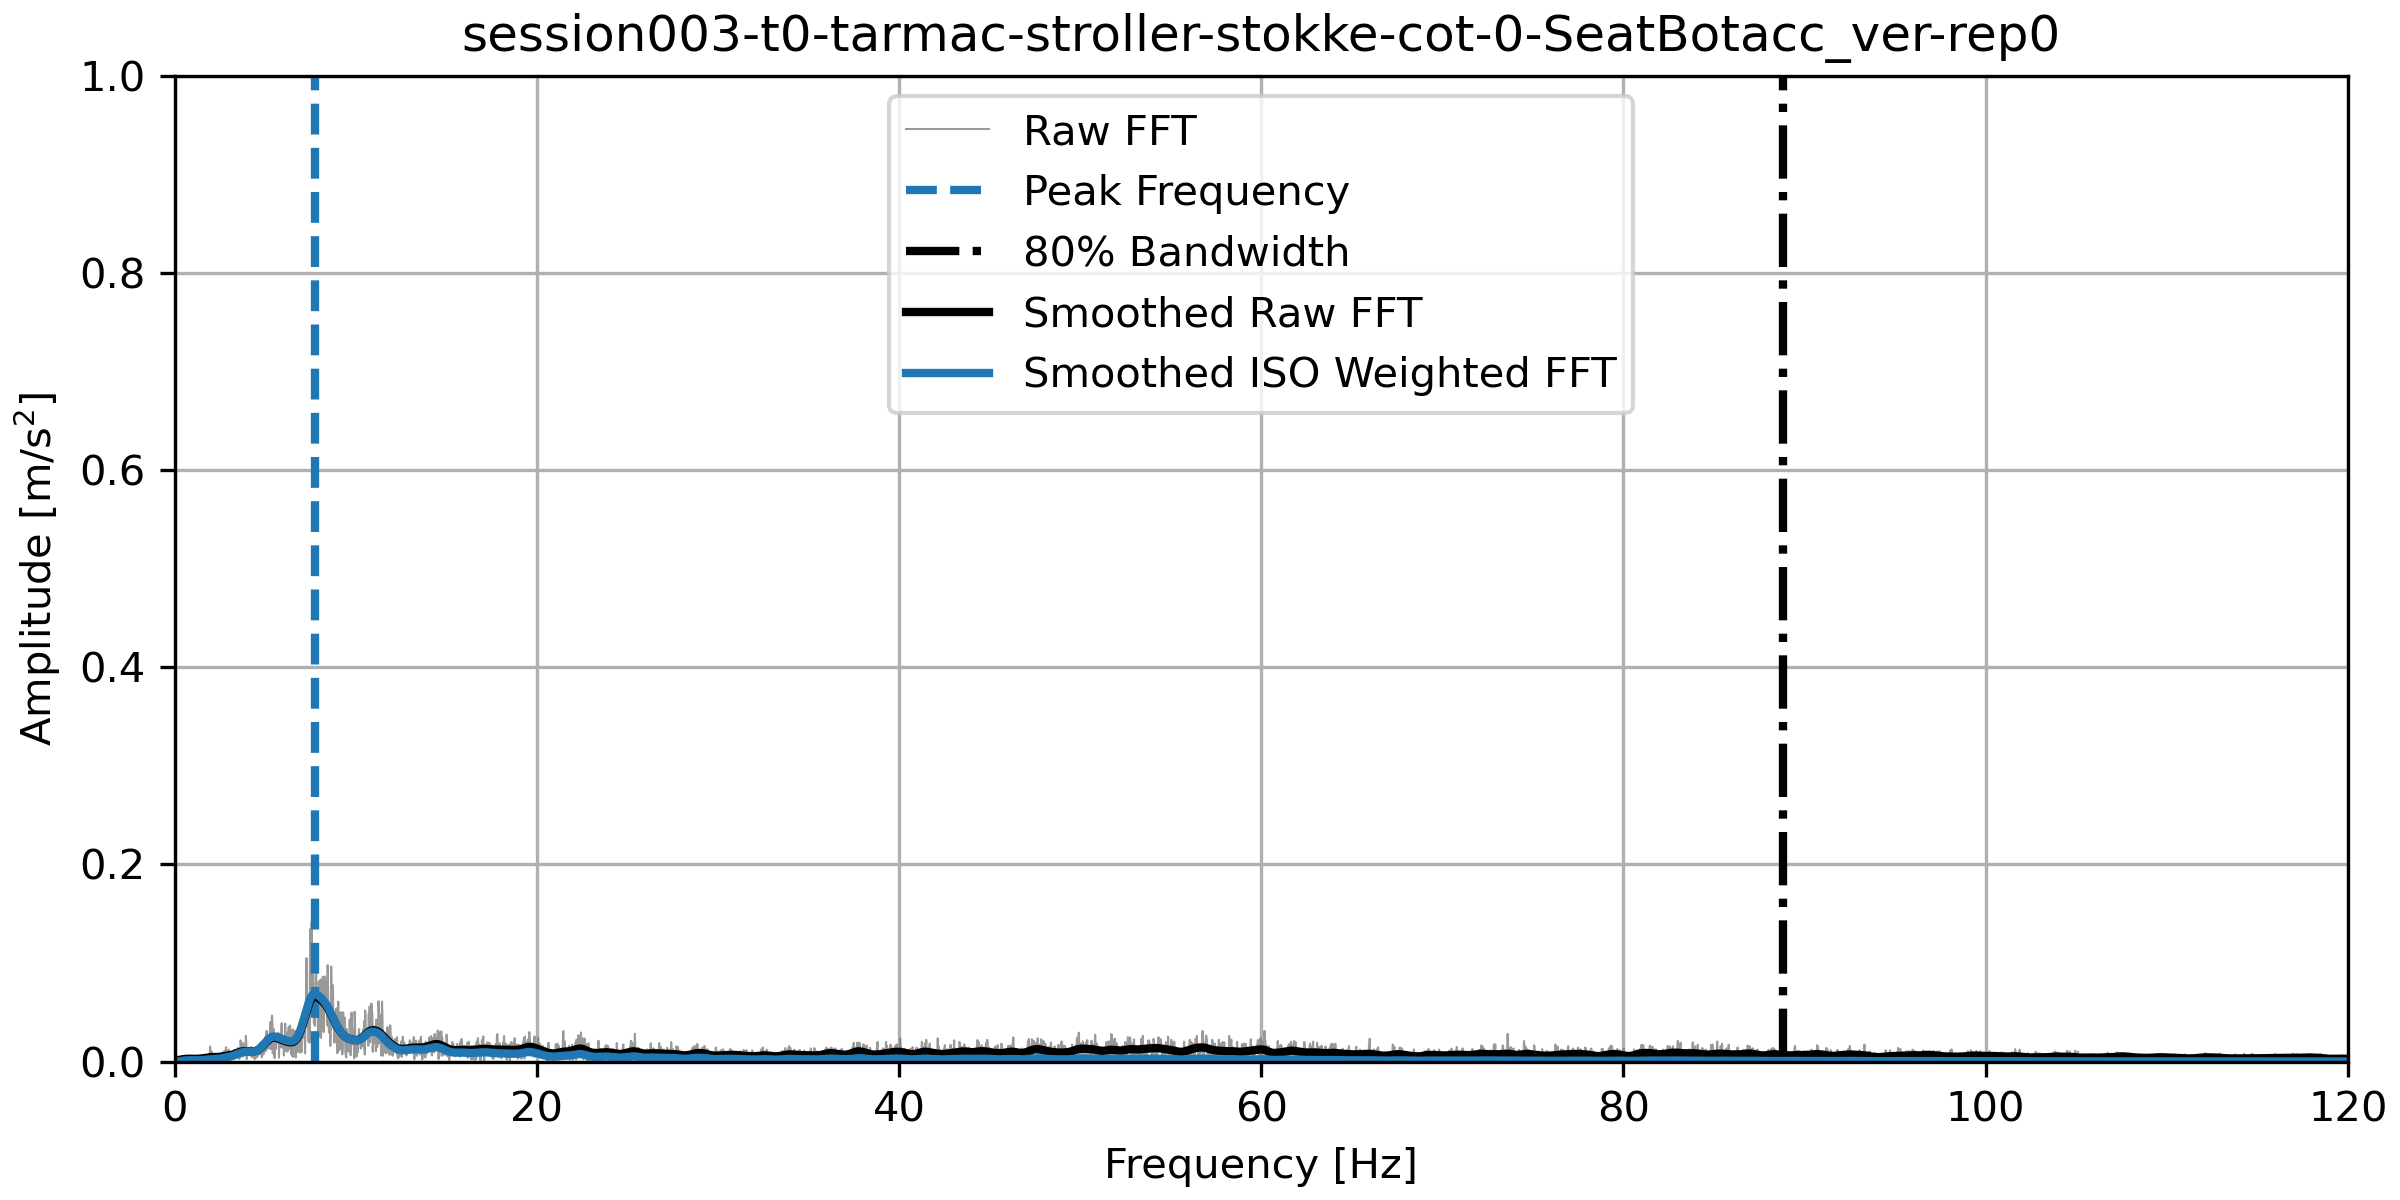 session003-t0-tarmac-stroller-stokke-cot-0-SeatBotacc_ver-rep0
1.0
0.8
0.6
0.4
0.2
0.0
Amplitude [m/s²]
Raw FFT
Peak Frequency
80% Bandwidth
Smoothed Raw FFT
Smoothed ISO Weighted FFT
0 20 40 60 80 100 120
Frequency [Hz]